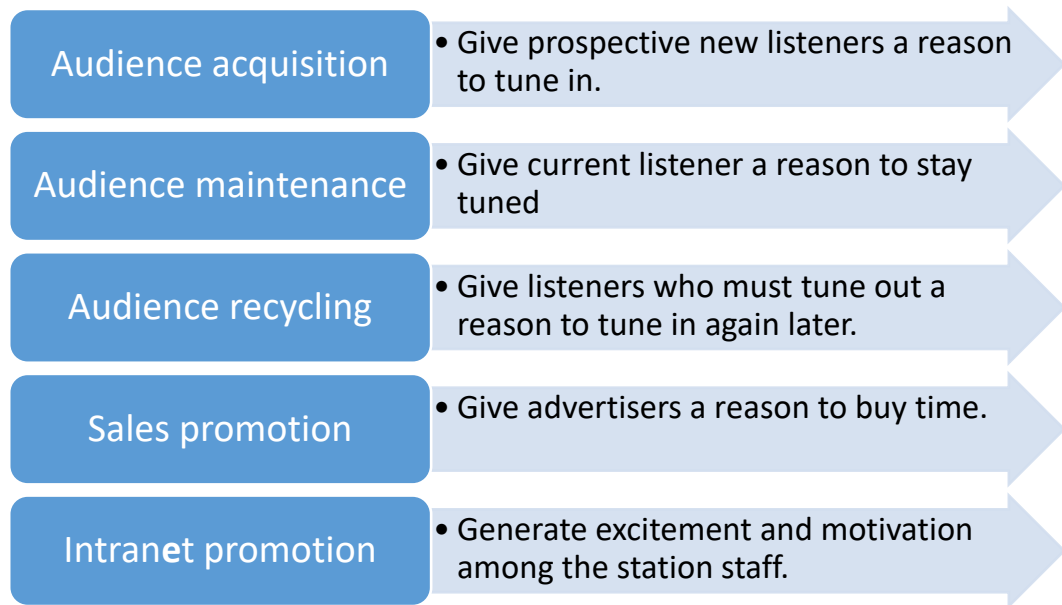 Audience acquisition
• Give prospective new listeners a reason
to tune in.
Audience maintenance
• Give current listener a reason to stay
tuned
Audience recycling
• Give listeners who must tune out a
reason to tune in again later.
Sales promotion
• Give advertisers a reason to buy time.
Intranet promotion
• Generate excitement and motivation
among the station staff.